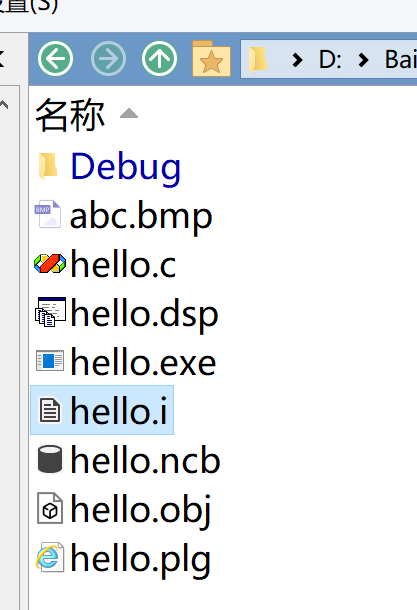 置(S)
D: Bai
名称
Debug
BMP
abc.bmp
hello.c
hello.dsp
hello.exe
hello.i
hello.ncb
hello.obj
hello.plg